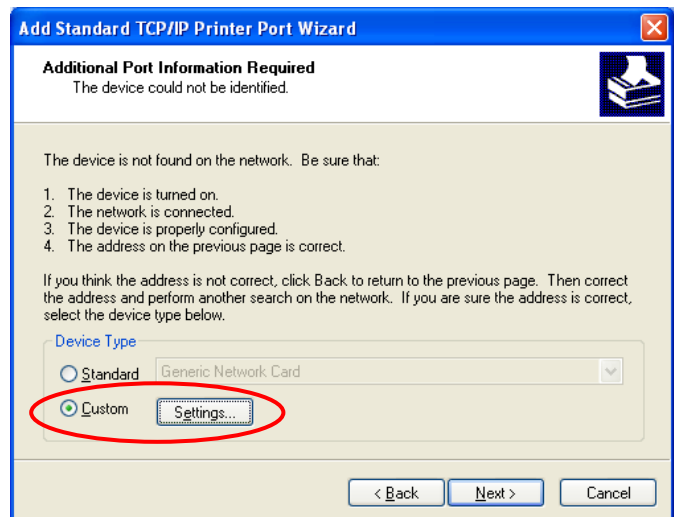 Add Standard TCP/IP Printer Port Wizard
Additional Port Information Required
The device could not be identified.
The device is not found on the network. Be sure that:
1. The device is turned on.
2. The network is connected.
3. The device is properly configured.
4. The address on the previous page is correct.
If you think the address is not correct, click Back to return to the previous page. Then correct
the address and perform another search on the network. If you are sure the address is correct,
select the device type below.
Device Type
Standard Generic Network Card
Custom Settings...
< Back Next > Cancel